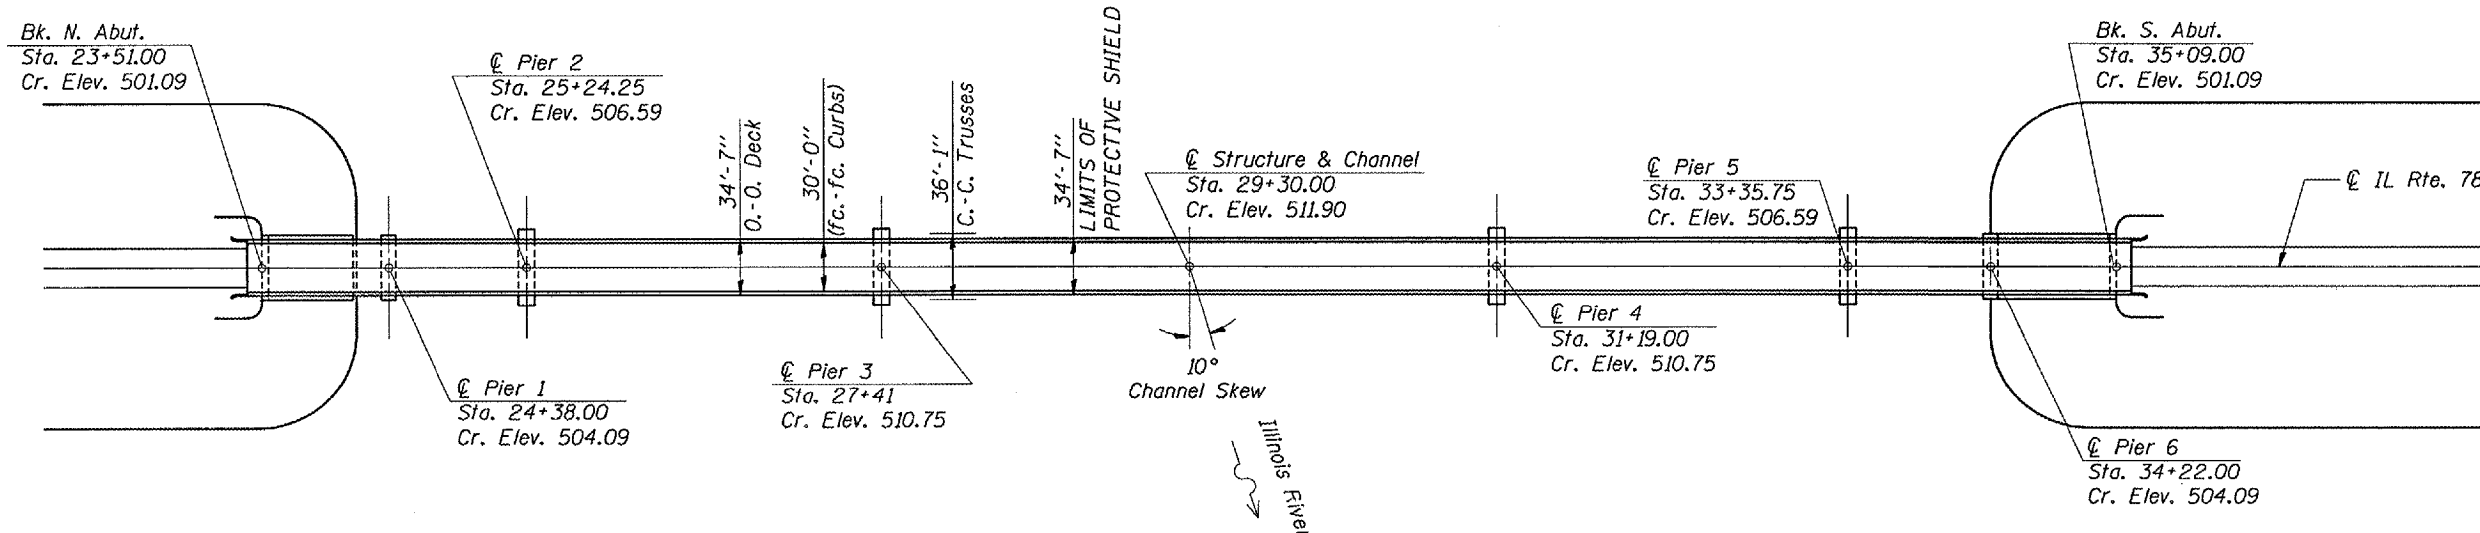 Bk. N. Abut.
Sta. 23+51.00
Cr. Elev. 501.09
℄ Pier 2
Sta. 25+24.25
Cr. Elev. 506.59
34'-7"
O.-O. Deck
30'-0"
(fc.-fc. Curbs)
36'-1"
C.-C. Trusses
34'-7"
LIMITS OF
PROTECTIVE SHIELD
℄ Structure & Channel
Sta. 29+30.00
Cr. Elev. 511.90
℄ Pier 5
Sta. 33+35.75
Cr. Elev. 506.59
Bk. S. Abut.
Sta. 35+09.00
Cr. Elev. 501.09
℄ IL Rte. 78
℄ Pier 1
Sta. 24+38.00
Cr. Elev. 504.09
℄ Pier 3
Sta. 27+41
Cr. Elev. 510.75
10°
Channel Skew
Illinois River
℄ Pier 4
Sta. 31+19.00
Cr. Elev. 510.75
℄ Pier 6
Sta. 34+22.00
Cr. Elev. 504.09